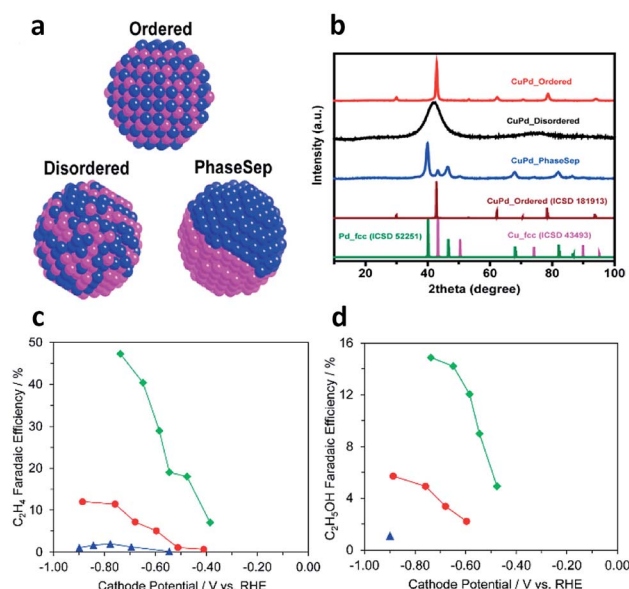 a
Ordered
Disordered
PhaseSep
b
Intensity (a.u.)
CuPd_Ordered
CuPd_Disordered
CuPd_PhaseSep
CuPd_Ordered (ICSD 181913)
Pd_fcc (ICSD 52251)
Cu_fcc (ICSD 43493)
20
40
60
80
100
2theta (degree)
c
C₂H₄ Faradaic Efficiency / %
50
40
30
20
10
0
-1.00
-0.80
-0.60
-0.40
-0.20
0.00
Cathode Potential / V vs. RHE
d
C₂H₅OH Faradaic Efficiency / %
16
12
8
4
0
-1.00
-0.80
-0.60
-0.40
-0.20
0.00
Cathode Potential / V vs. RHE